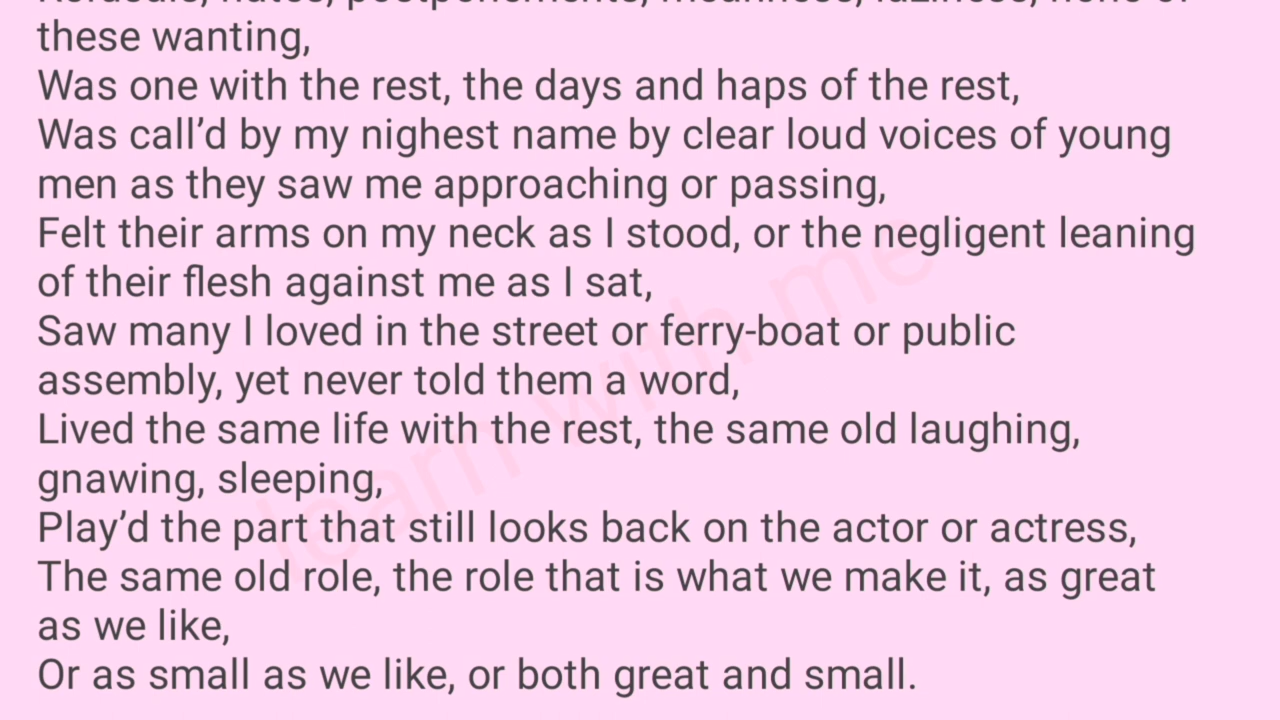 these wanting,
Was one with the rest, the days and haps of the rest,
Was call’d by my nighest name by clear loud voices of young
men as they saw me approaching or passing,
Felt their arms on my neck as I stood, or the negligent leaning
of their flesh against me as I sat,
Saw many I loved in the street or ferry-boat or public
assembly, yet never told them a word,
Lived the same life with the rest, the same old laughing,
gnawing, sleeping,
Play’d the part that still looks back on the actor or actress,
The same old role, the role that is what we make it, as great
as we like,
Or as small as we like, or both great and small.
learn with me